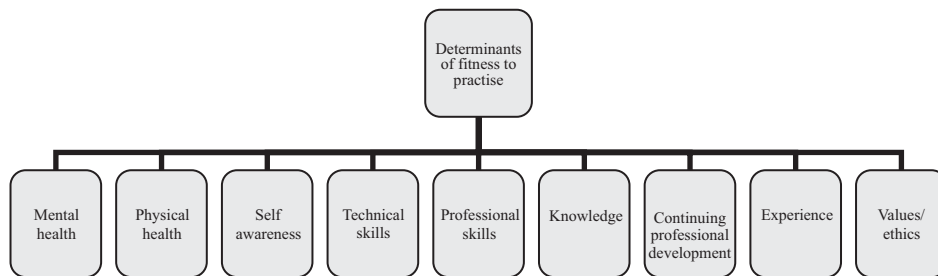 Determinants
of fitness to
practise
Mental
health
Physical
health
Self
awareness
Technical
skills
Professional
skills
Knowledge
Continuing
professional
development
Experience
Values/
ethics